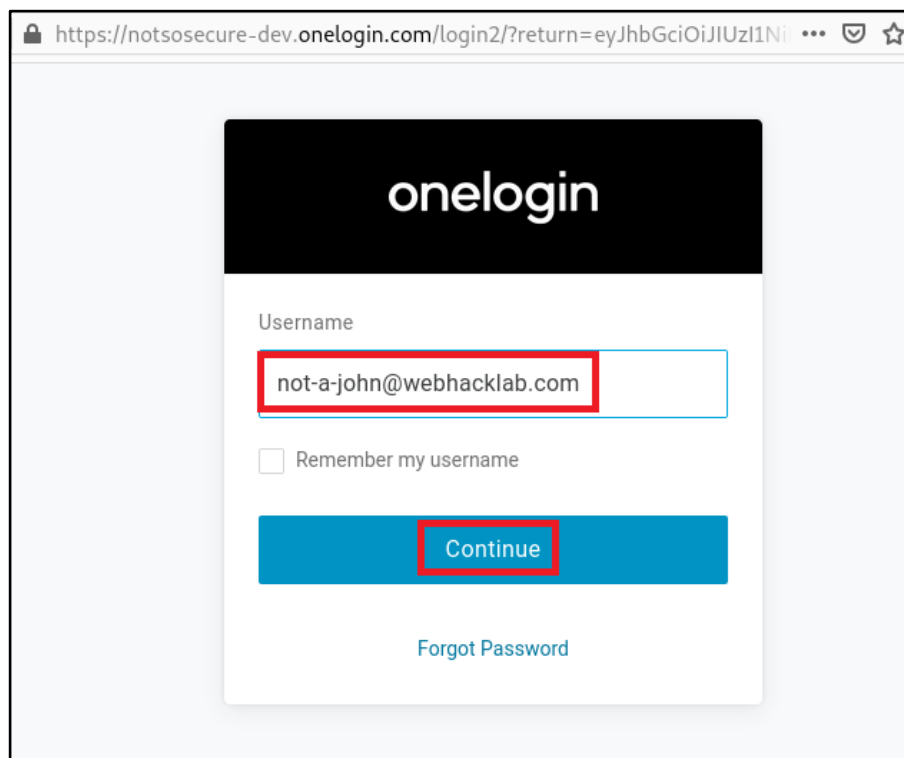 https://notsosecure-dev.onelogin.com/login2/?return=eyJhbGciOiJIUzI1Ni
onelogin
Username
not-a-john@webhacklab.com
Remember my username
Continue
Forgot Password